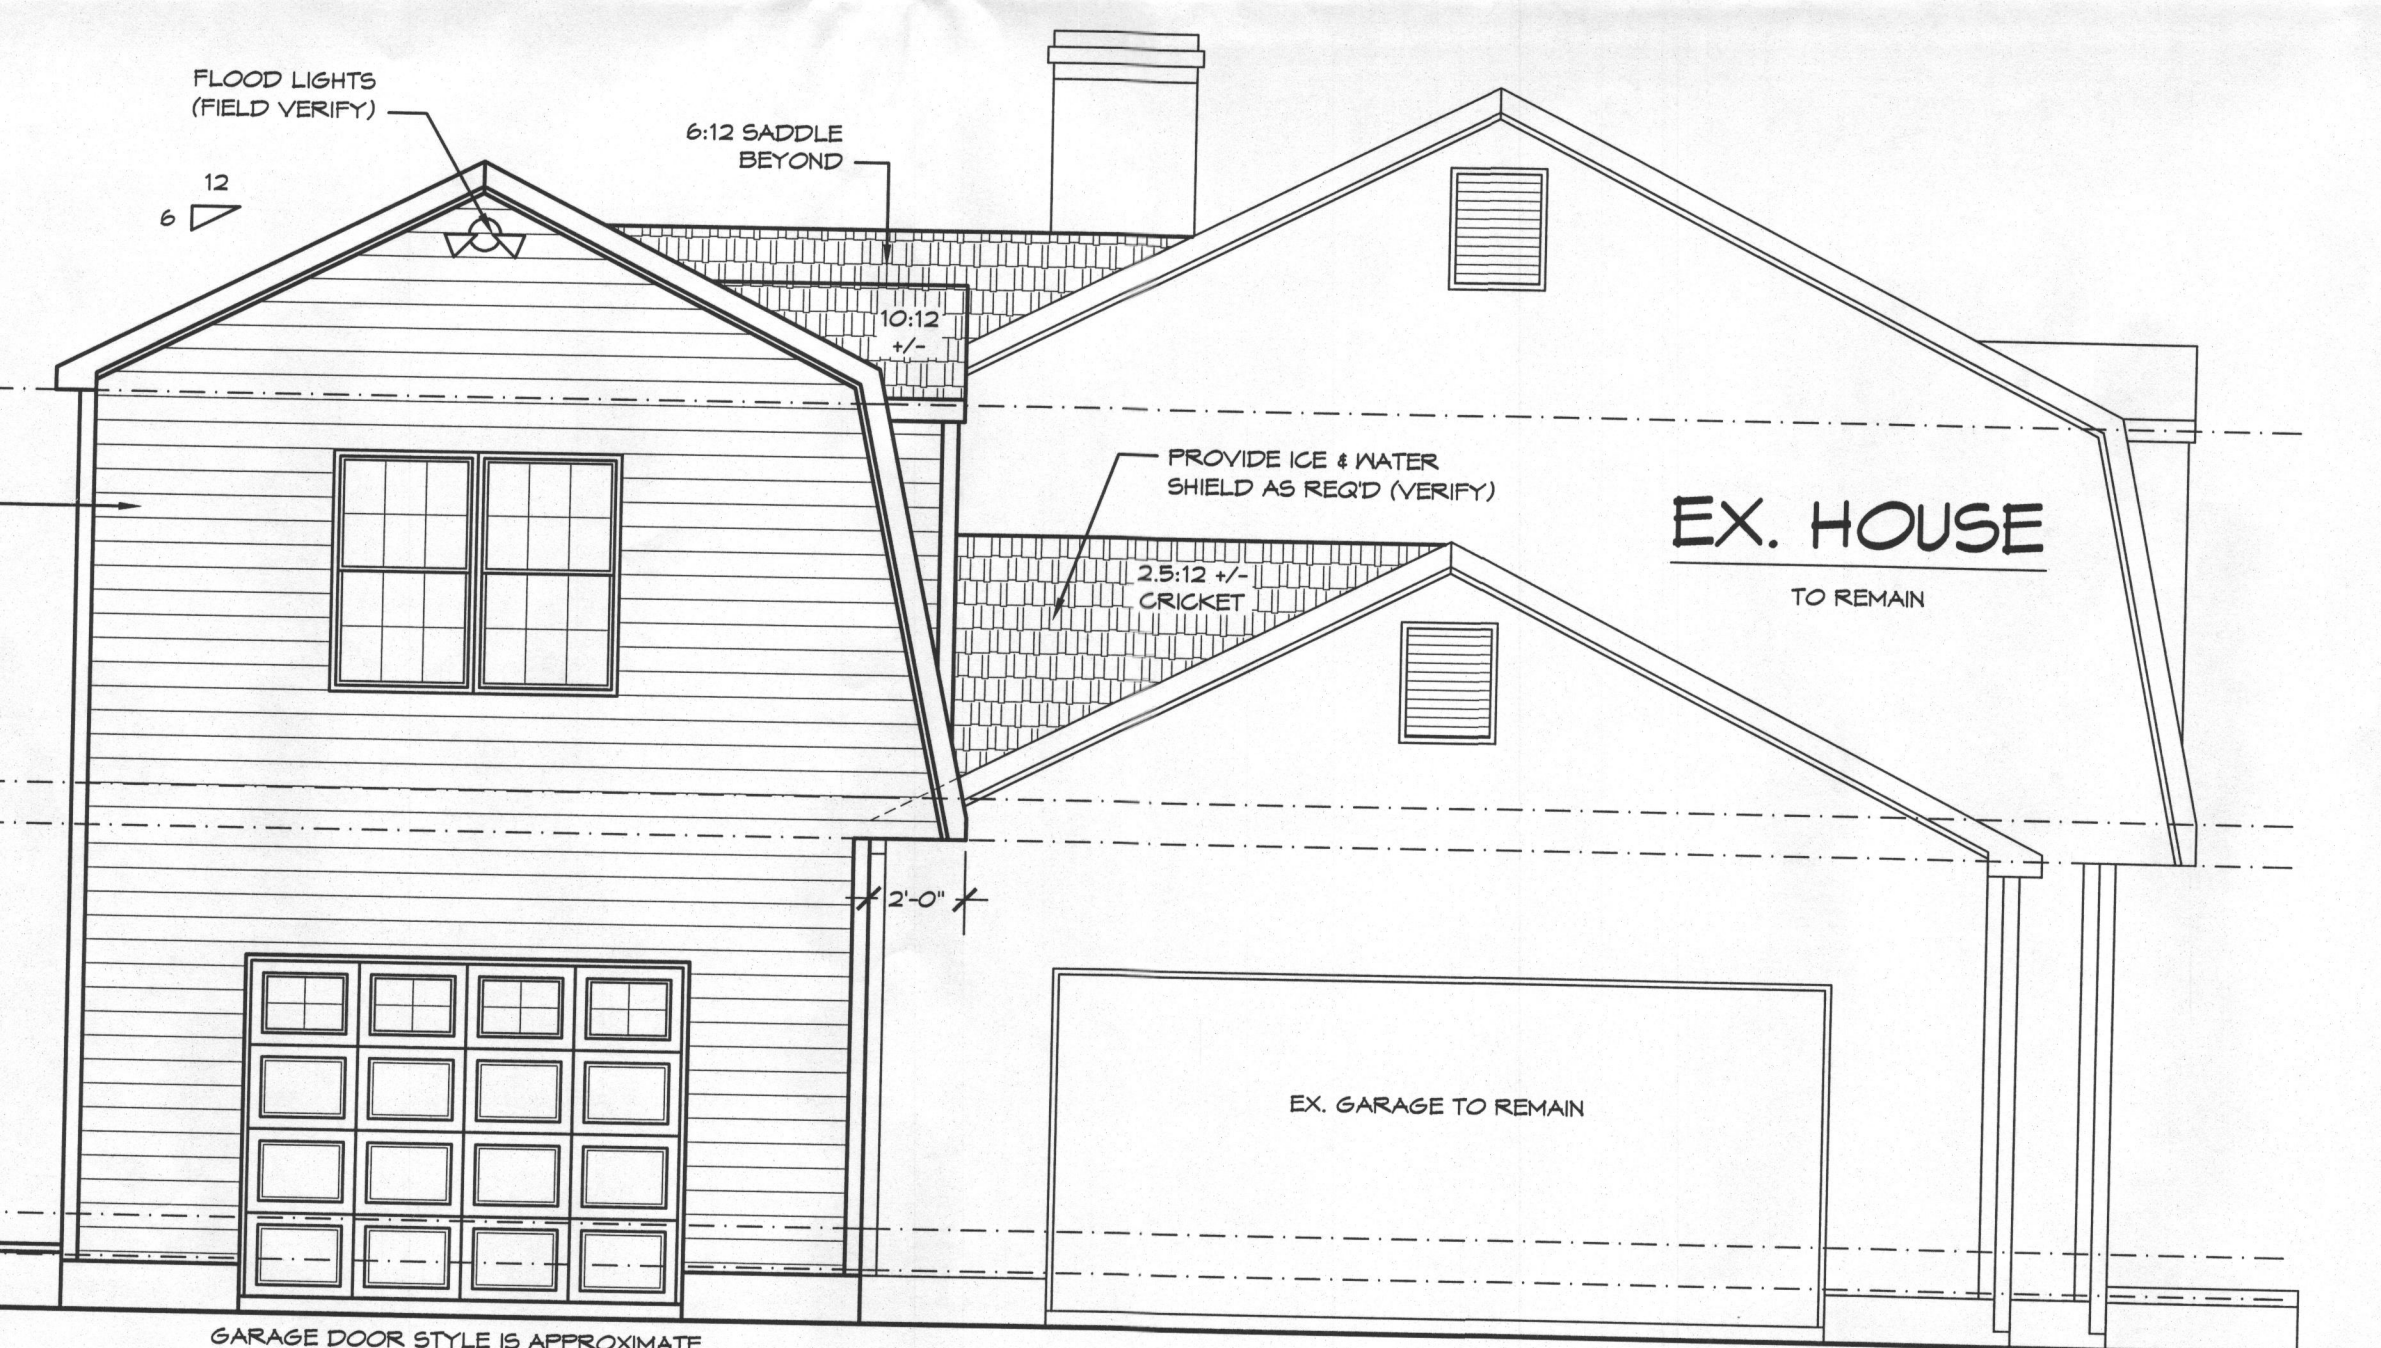 FLOOD LIGHTS
(FIELD VERIFY)
12
6
6:12 SADDLE
BEYOND
10:12
+/-
PROVIDE ICE & WATER
SHIELD AS REQ'D (VERIFY)
2.5:12 +/-
CRICKET
EX. HOUSE
TO REMAIN
2'-0"
EX. GARAGE TO REMAIN
GARAGE DOOR STYLE IS APPROXIMATE